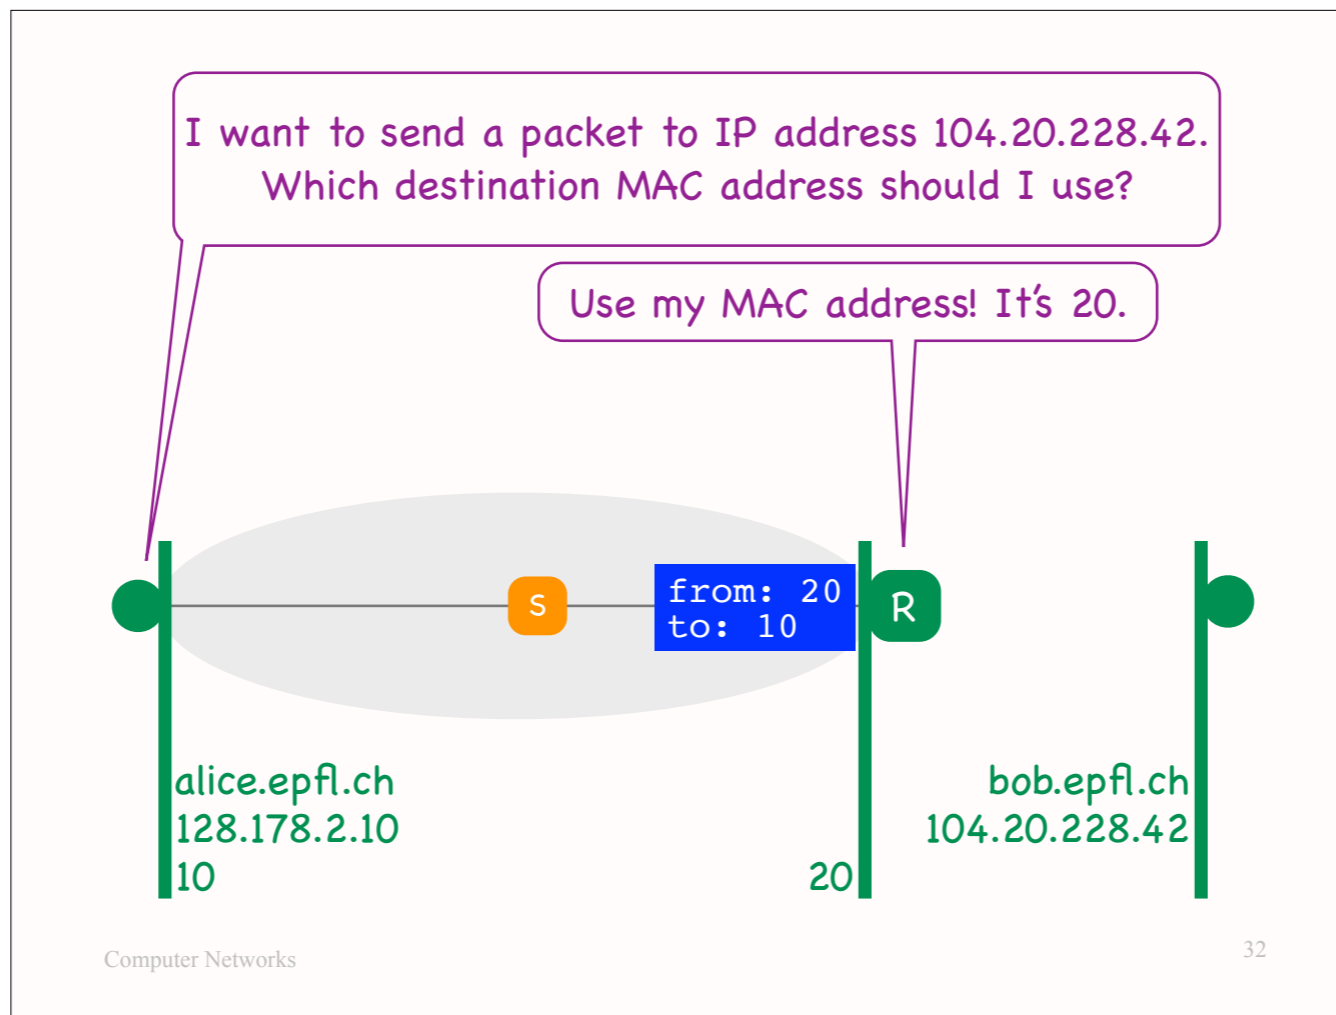 I want to send a packet to IP address 104.20.228.42.
Which destination MAC address should I use?
Use my MAC address! It's 20.
S
from: 20
to: 10
R
alice.epfl.ch
128.178.2.10
10
20
bob.epfl.ch
104.20.228.42
Computer Networks
32